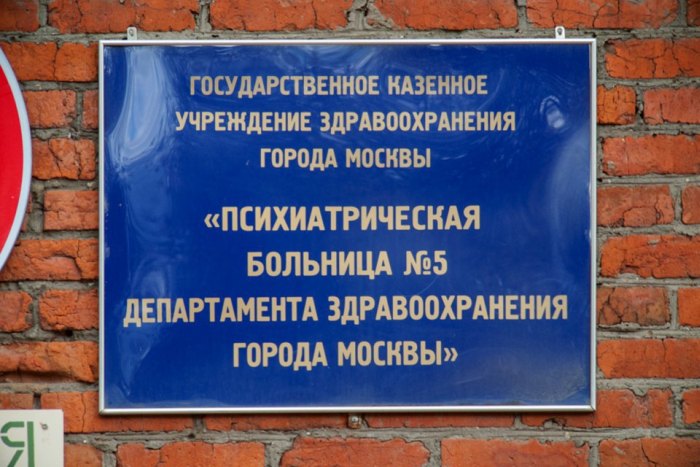 ГОСУДАРСТВЕННОЕ КАЗЕННОЕ
УЧРЕЖДЕНИЕ ЗДРАВООХРАНЕНИЯ
ГОРОДА МОСКВЫ
«ПСИХИАТРИЧЕСКАЯ
БОЛЬНИЦА №5
ДЕПАРТАМЕНТА ЗДРАВООХРАНЕНИЯ
ГОРОДА МОСКВЫ»